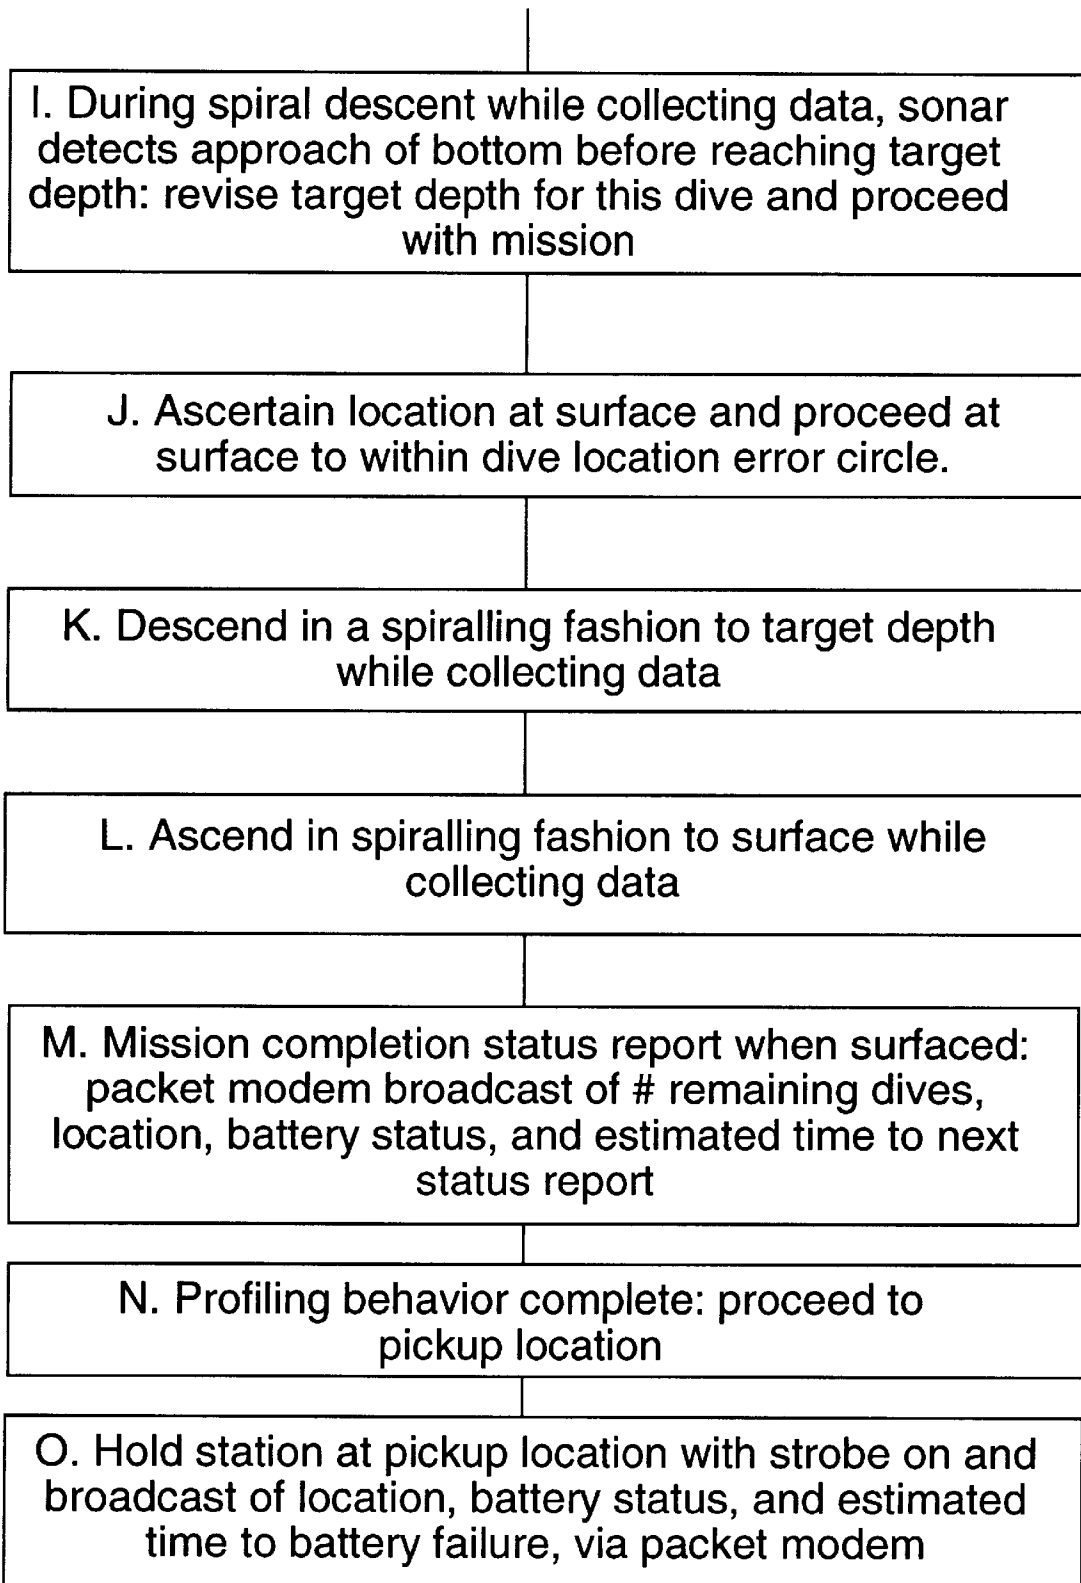 I. During spiral descent while collecting data, sonar
detects approach of bottom before reaching target
depth: revise target depth for this dive and proceed
with mission
J. Ascertain location at surface and proceed at
surface to within dive location error circle.
K. Descend in a spiralling fashion to target depth
while collecting data
L. Ascend in spiralling fashion to surface while
collecting data
M. Mission completion status report when surfaced:
packet modem broadcast of # remaining dives,
location, battery status, and estimated time to next
status report
N. Profiling behavior complete: proceed to
pickup location
O. Hold station at pickup location with strobe on and
broadcast of location, battery status, and estimated
time to battery failure, via packet modem